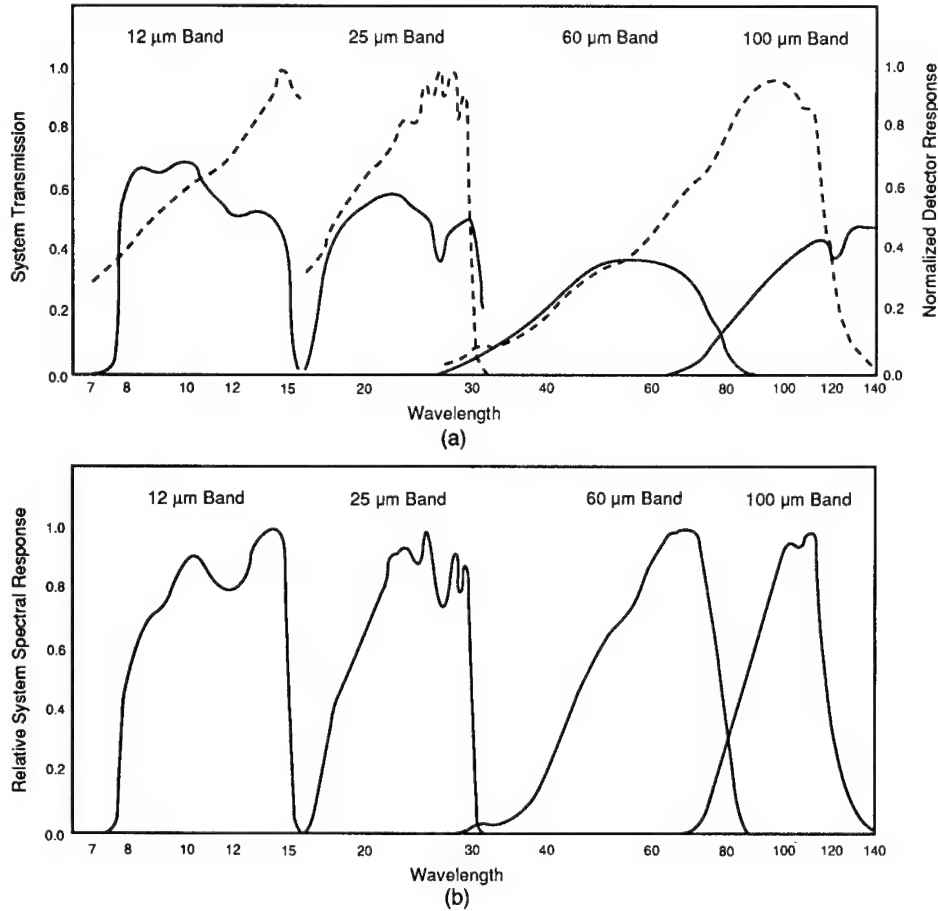 12 µm Band 25 µm Band 60 µm Band 100 µm Band
1.0
0.8
0.6
0.4
0.2
0.0
System Transmission
1.0
0.8
0.6
0.4
0.2
0.0
Normalized Detector Rresponse
7 8 10 12 15 20 30 40 60 80 100 120 140
Wavelength
(a)
12 µm Band 25 µm Band 60 µm Band 100 µm Band
1.0
0.8
0.6
0.4
0.2
0.0
Relative System Spectral Response
7 8 10 12 15 20 30 40 60 80 100 120 140
Wavelength
(b)